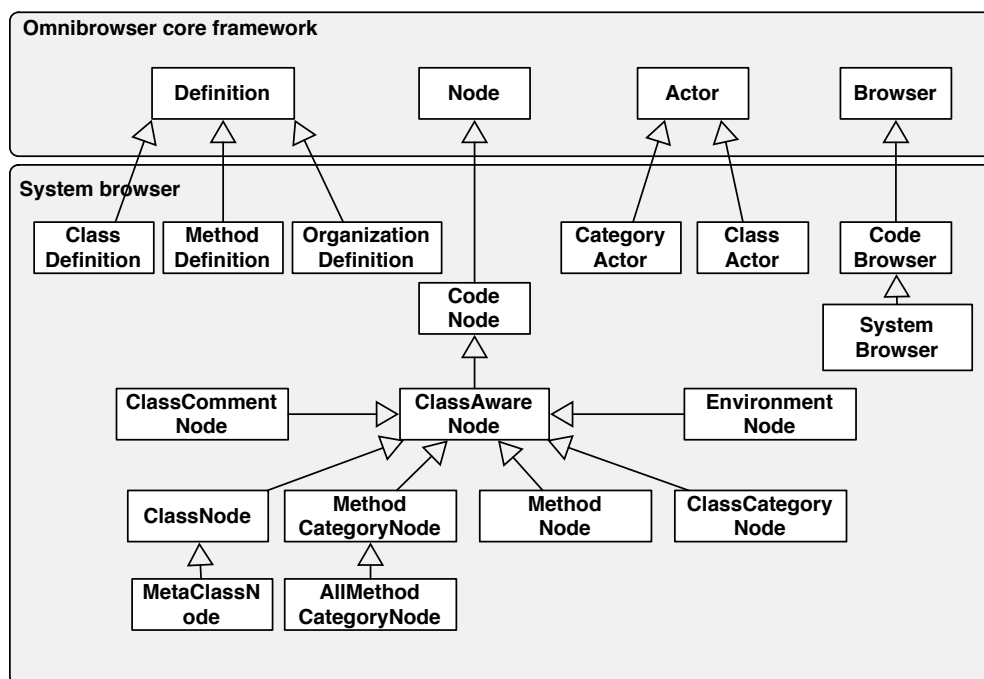 Omnibrowser core framework
Definition
Node
Actor
Browser
System browser
Class
Definition
Method
Definition
Organization
Definition
Category
Actor
Class
Actor
Code
Browser
Code
Node
System
Browser
ClassComment
Node
ClassAware
Node
Environment
Node
ClassNode
Method
CategoryNode
Method
Node
ClassCategory
Node
MetaClassN
ode
AllMethod
CategoryNode